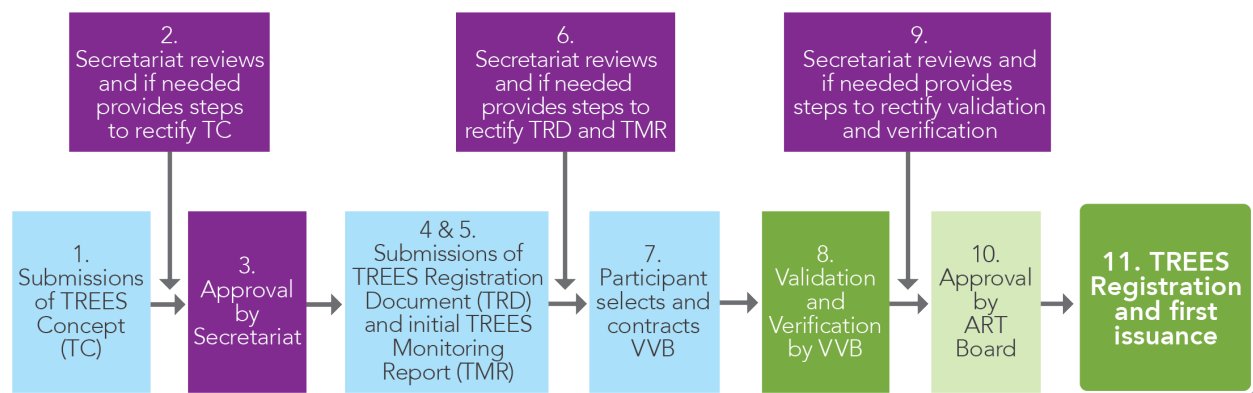 2.
Secretariat reviews
and if needed
provides steps
to rectify TC
6.
Secretariat reviews
and if needed
provides steps to
rectify TRD and TMR
9.
Secretariat reviews and
if needed provides
steps to rectify validation
and verification
1.
Submissions
of TREES
Concept
(TC)
3.
Approval
by
Secretariat
4 & 5.
Submissions of
TREES Registration
Document (TRD)
and initial TREES
Monitoring
Report (TMR)
7.
Participant
selects and
contracts
VVB
8.
Validation
and
Verification
by VVB
10.
Approval
by
ART
Board
11. TREES
Registration
and first
issuance